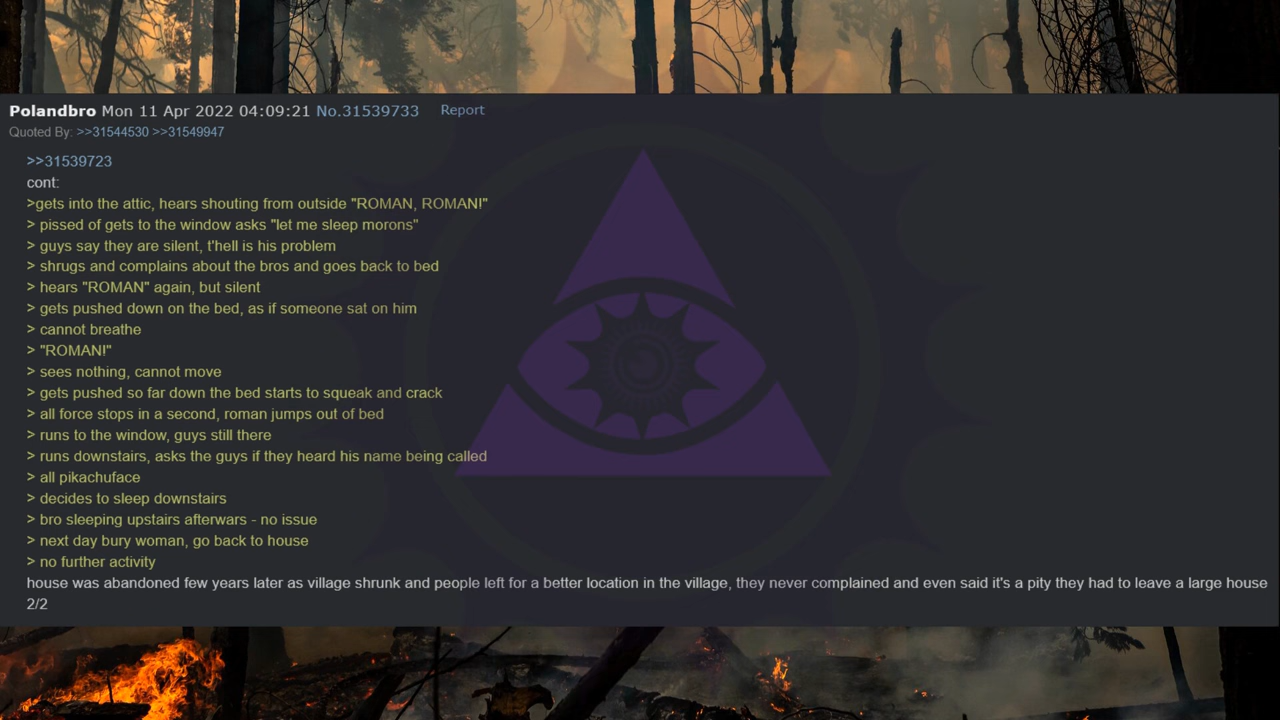 Polandbro Mon 11 Apr 2022 04:09:21 No.31539733 Report
Quoted By: >>31544530 >>31549947
>>31539723
cont:
>gets into the attic, hears shouting from outside "ROMAN, ROMAN!"
> pissed of gets to the window asks "let me sleep morons"
> guys say they are silent, t'hell is his problem
> shrugs and complains about the bros and goes back to bed
> hears "ROMAN" again, but silent
> gets pushed down on the bed, as if someone sat on him
> cannot breathe
> "ROMAN!"
> sees nothing, cannot move
> gets pushed so far down the bed starts to squeak and crack
> all force stops in a second, roman jumps out of bed
> runs to the window, guys still there
> runs downstairs, asks the guys if they heard his name being called
> all pikachuface
> decides to sleep downstairs
> bro sleeping upstairs afterwars - no issue
> next day bury woman, go back to house
> no further activity
house was abandoned few years later as village shrunk and people left for a better location in the village, they never complained and even said it's a pity they had to leave a large house
2/2